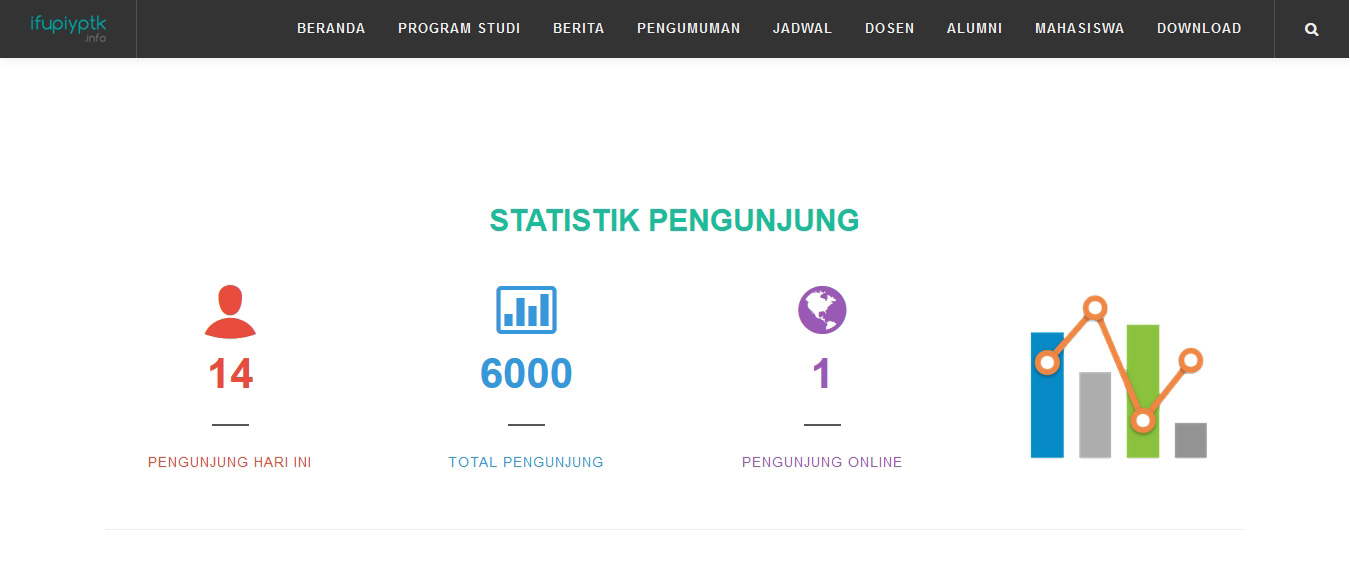 ifupiyptk
.info
BERANDA PROGRAM STUDI BERITA PENGUMUMAN JADWAL DOSEN ALUMNI MAHASISWA DOWNLOAD
STATISTIK PENGUNJUNG
14 6000 1
PENGUNJUNG HARI INI TOTAL PENGUNJUNG PENGUNJUNG ONLINE